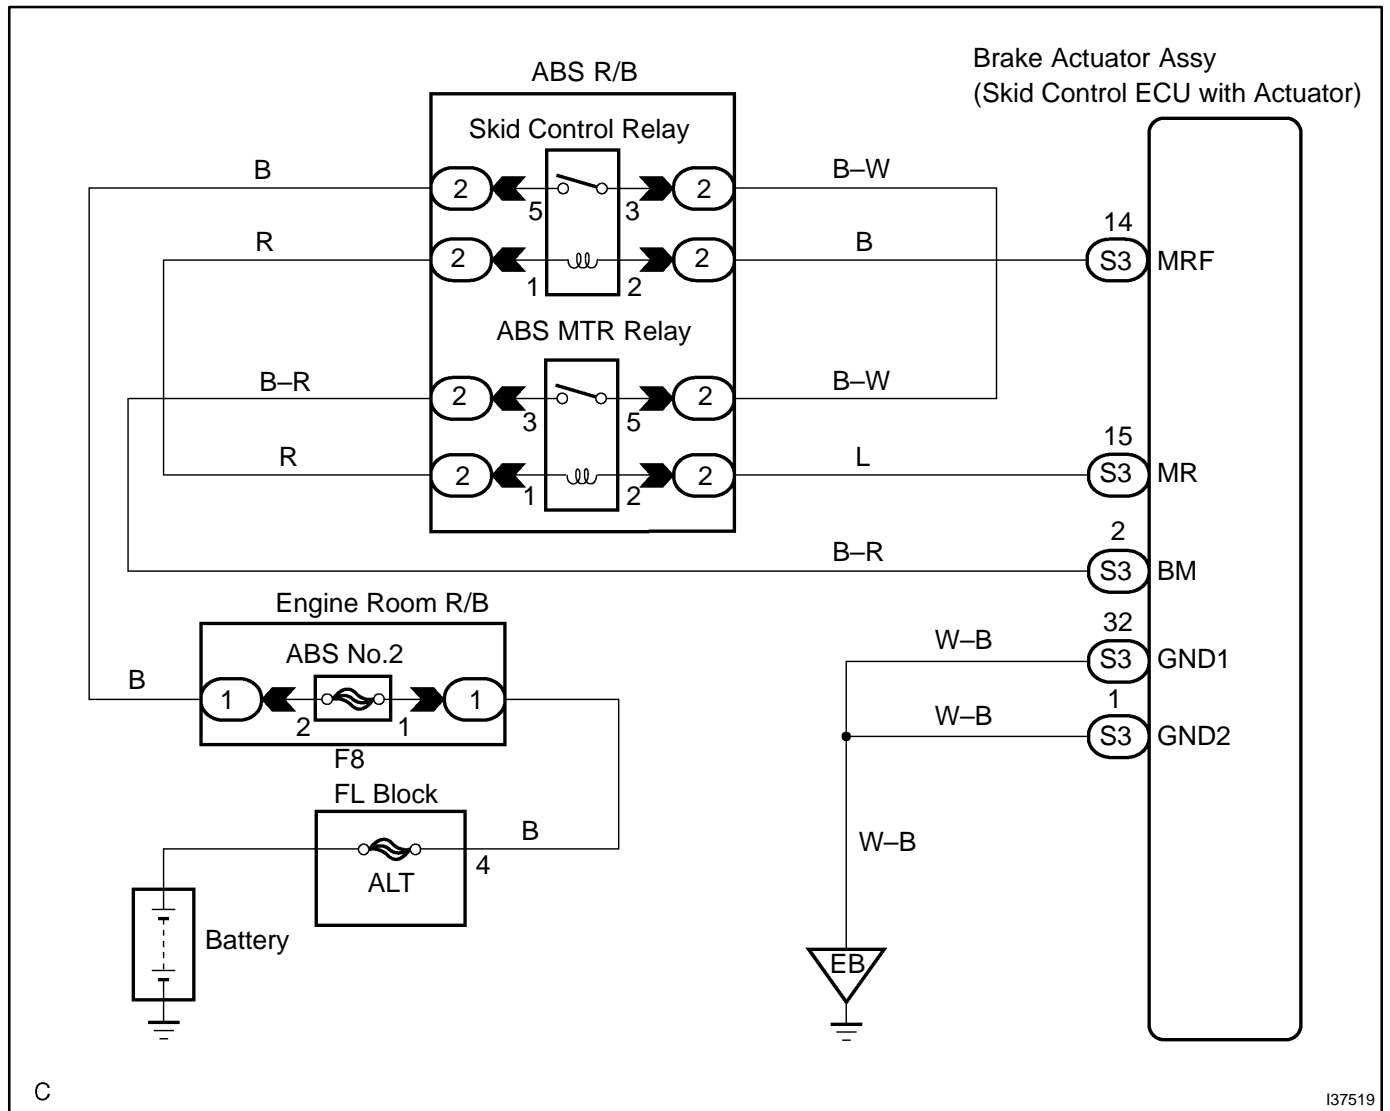 Brake Actuator Assy
(Skid Control ECU with Actuator)
ABS R/B
Skid Control Relay
B
2
2
B–W
5
3
14
R
2
2
B
S3
MRF
1
2
ABS MTR Relay
B–R
2
2
B–W
3
5
15
R
2
2
L
S3
MR
1
2
2
B–R
S3
BM
Engine Room R/B
32
ABS No.2
W–B
S3
GND1
B
1
1
1
2
1
W–B
S3
GND2
F8
FL Block
B
W–B
4
ALT
Battery
EB
C
I37519